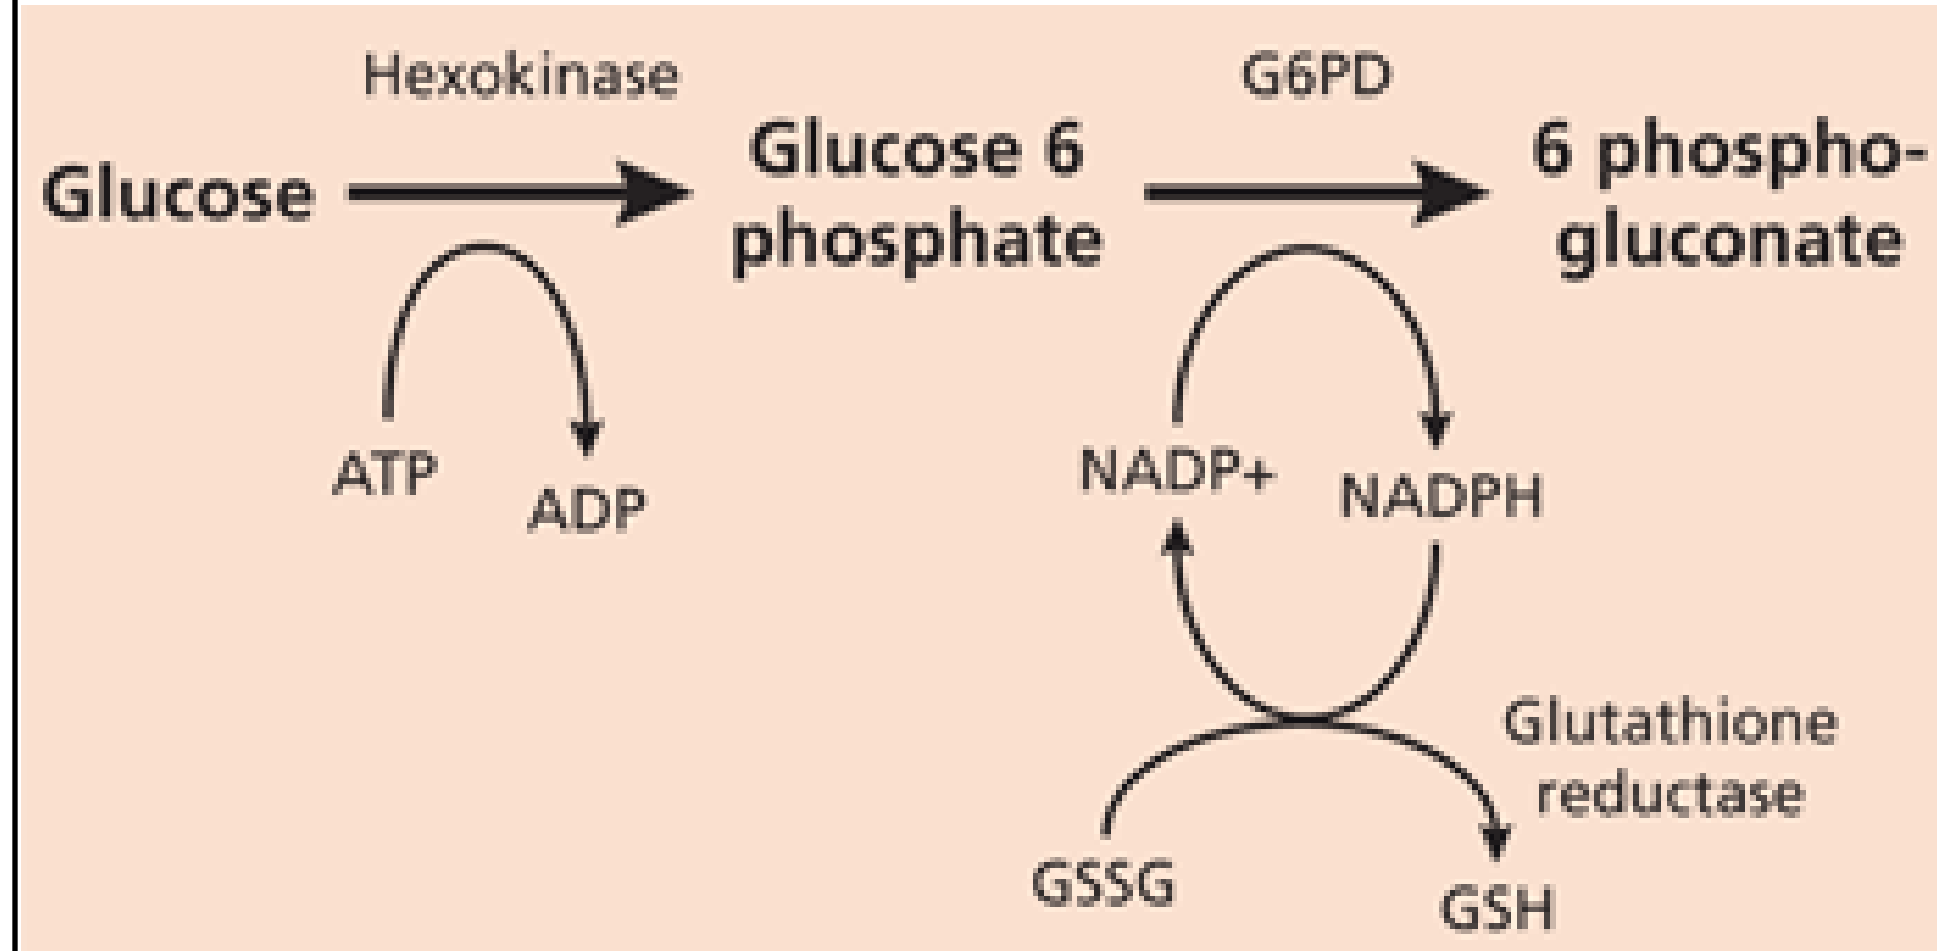 Hexokinase
G6PD
Glucose
Glucose 6
phosphate
6 phospho-
gluconate
ATP
ADP
NADP+
NADPH
Glutathione
reductase
GSSG
GSH